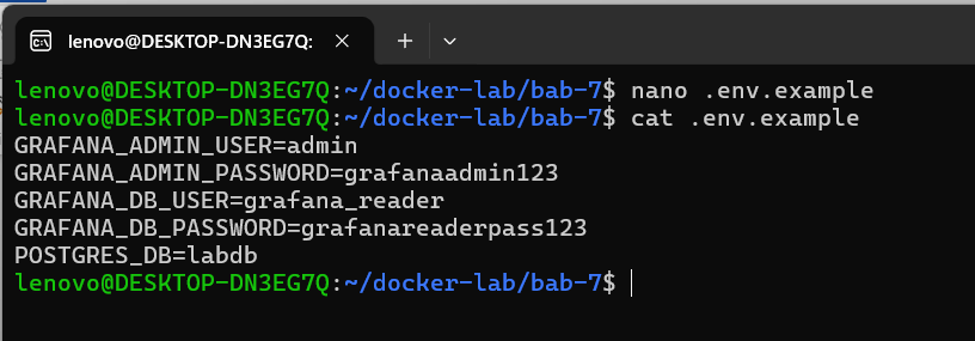 lenovo@DESKTOP-DN3EG7Q:
lenovo@DESKTOP-DN3EG7Q:~/docker-lab/bab-7$ nano .env.example
lenovo@DESKTOP-DN3EG7Q:~/docker-lab/bab-7$ cat .env.example
GRAFANA_ADMIN_USER=admin
GRAFANA_ADMIN_PASSWORD=grafanaadmin123
GRAFANA_DB_USER=grafana_reader
GRAFANA_DB_PASSWORD=grafanareaderpass123
POSTGRES_DB=labdb
lenovo@DESKTOP-DN3EG7Q:~/docker-lab/bab-7$